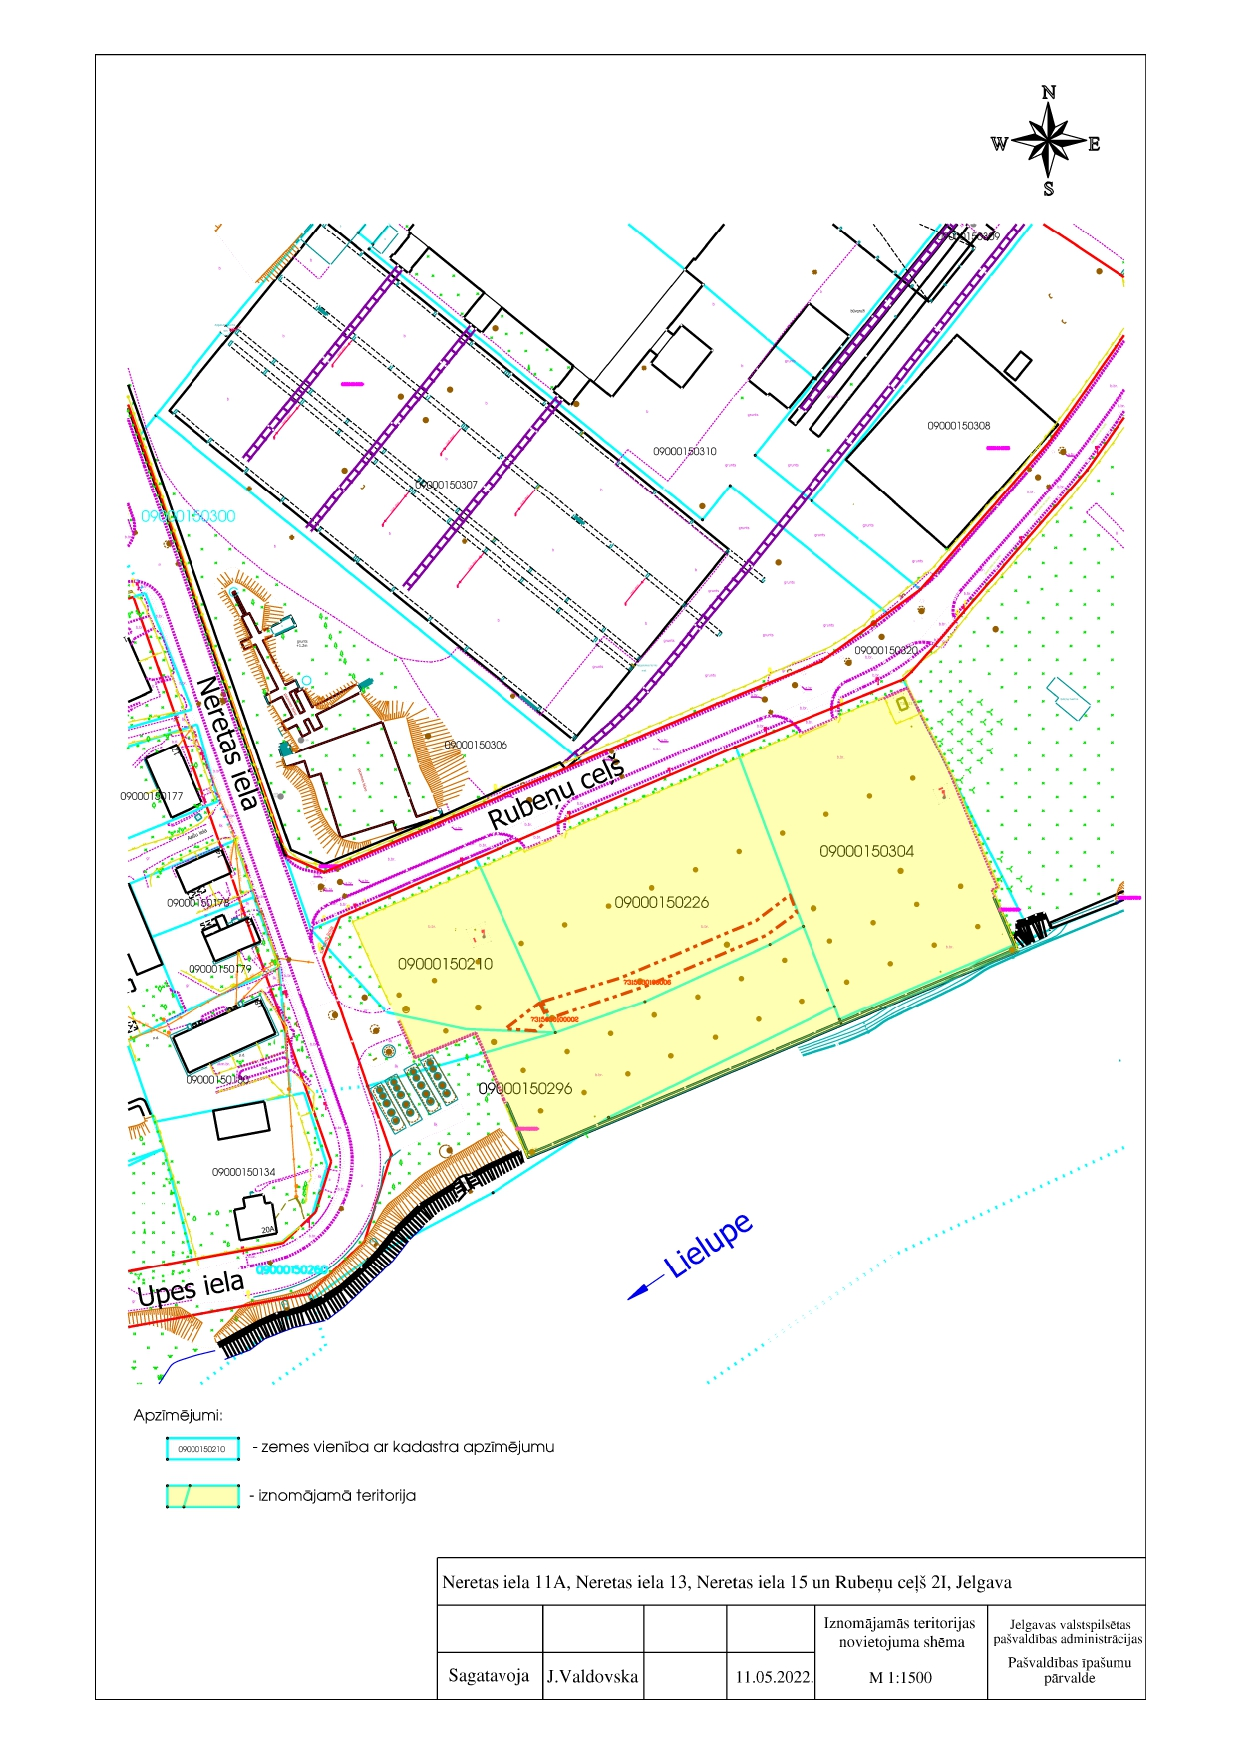 N
W
E
S
09000150309
09000150308
09000150310
09000150307
09000150300
09000150320
Neretas iela
09000150306
Rubeņu ceļš
09000150177
09000150304
09000150178
09000150226
09000150179
09000150210
73150030100006
09000150180
09000150296
09000150134
20A
Lielupe
09000150260
Upes iela
Apzīmējumi:
09000150210
- zemes vienība ar kadastra apzīmējumu
- iznomājamā teritorija
Neretas iela 11A, Neretas iela 13, Neretas iela 15 un Rubeņu ceļš 2I, Jelgava
Iznomājamās teritorijas
novietojuma shēma
M 1:1500
Jelgavas valstspilsētas
pašvaldības administrācijas
Pašvaldības īpašumu
pārvalde
Sagatavoja
J.Valdovska
11.05.2022.